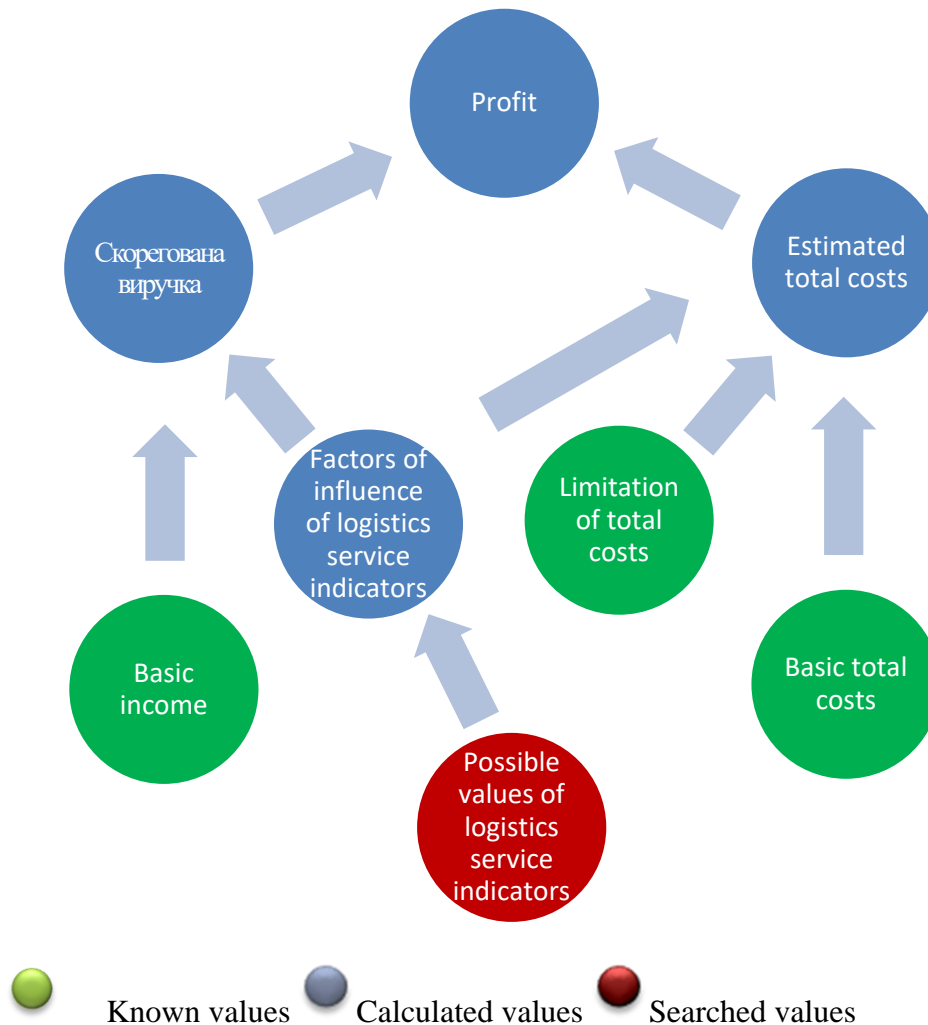 Profit
Скорегована
виручка
Estimated
total costs
Factors of
influence
of logistics
service
indicators
Limitation
of total
costs
Basic
income
Basic total
costs
Possible
values of
logistics
service
indicators
Known values Calculated values Searched values